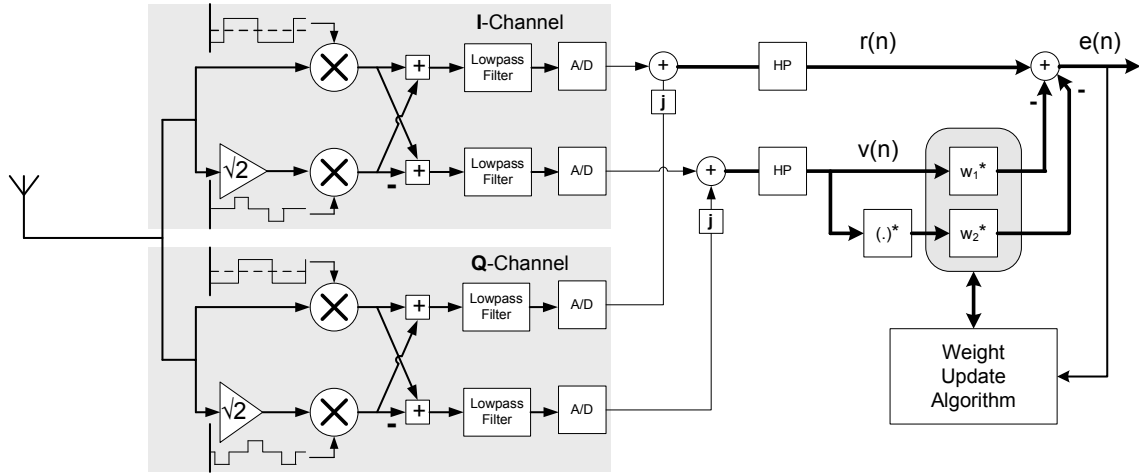 I-Channel
Lowpass
Filter
A/D
+
+
HP
r(n)
+
e(n)
j
-
-
√2
-
+
Lowpass
Filter
A/D
+
HP
v(n)
w1*
j
(.)*
w2*
Q-Channel
+
Lowpass
Filter
A/D
√2
-
+
Lowpass
Filter
A/D
Weight
Update
Algorithm